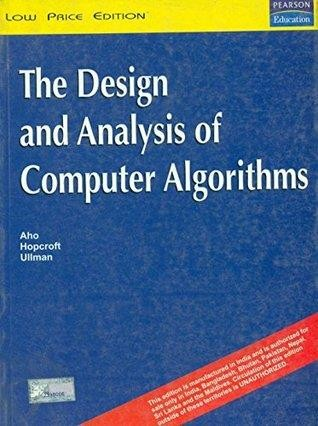 LOW PRICE EDITION
PEARSON
Education
The Design
and Analysis of
Computer Algorithms
Aho
Hopcroft
Ullman
This edition is manufactured in India and is authorized for
sale only in India, Bangladesh, Bhutan, Pakistan, Nepal,
Sri Lanka and the Maldives. Circulation of this edition
outside of these territories is UNAUTHORIZED.